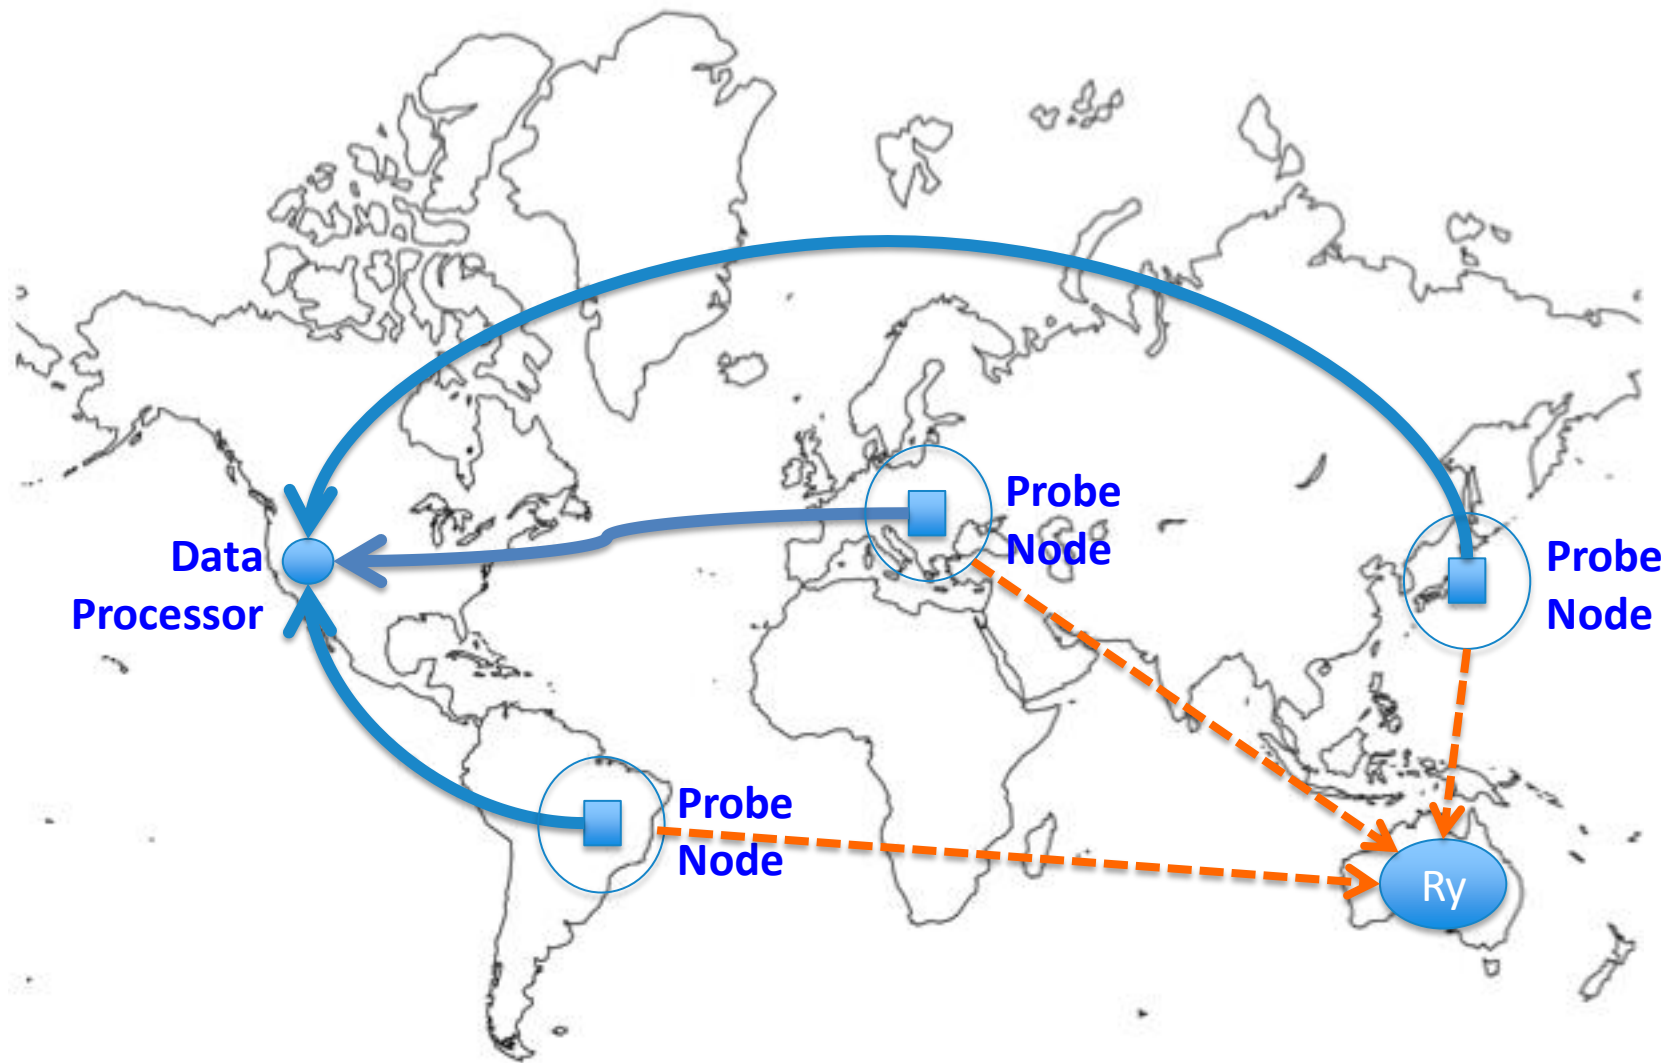 Probe
Node
Data
Processor
Probe
Node
Probe
Node
Ry